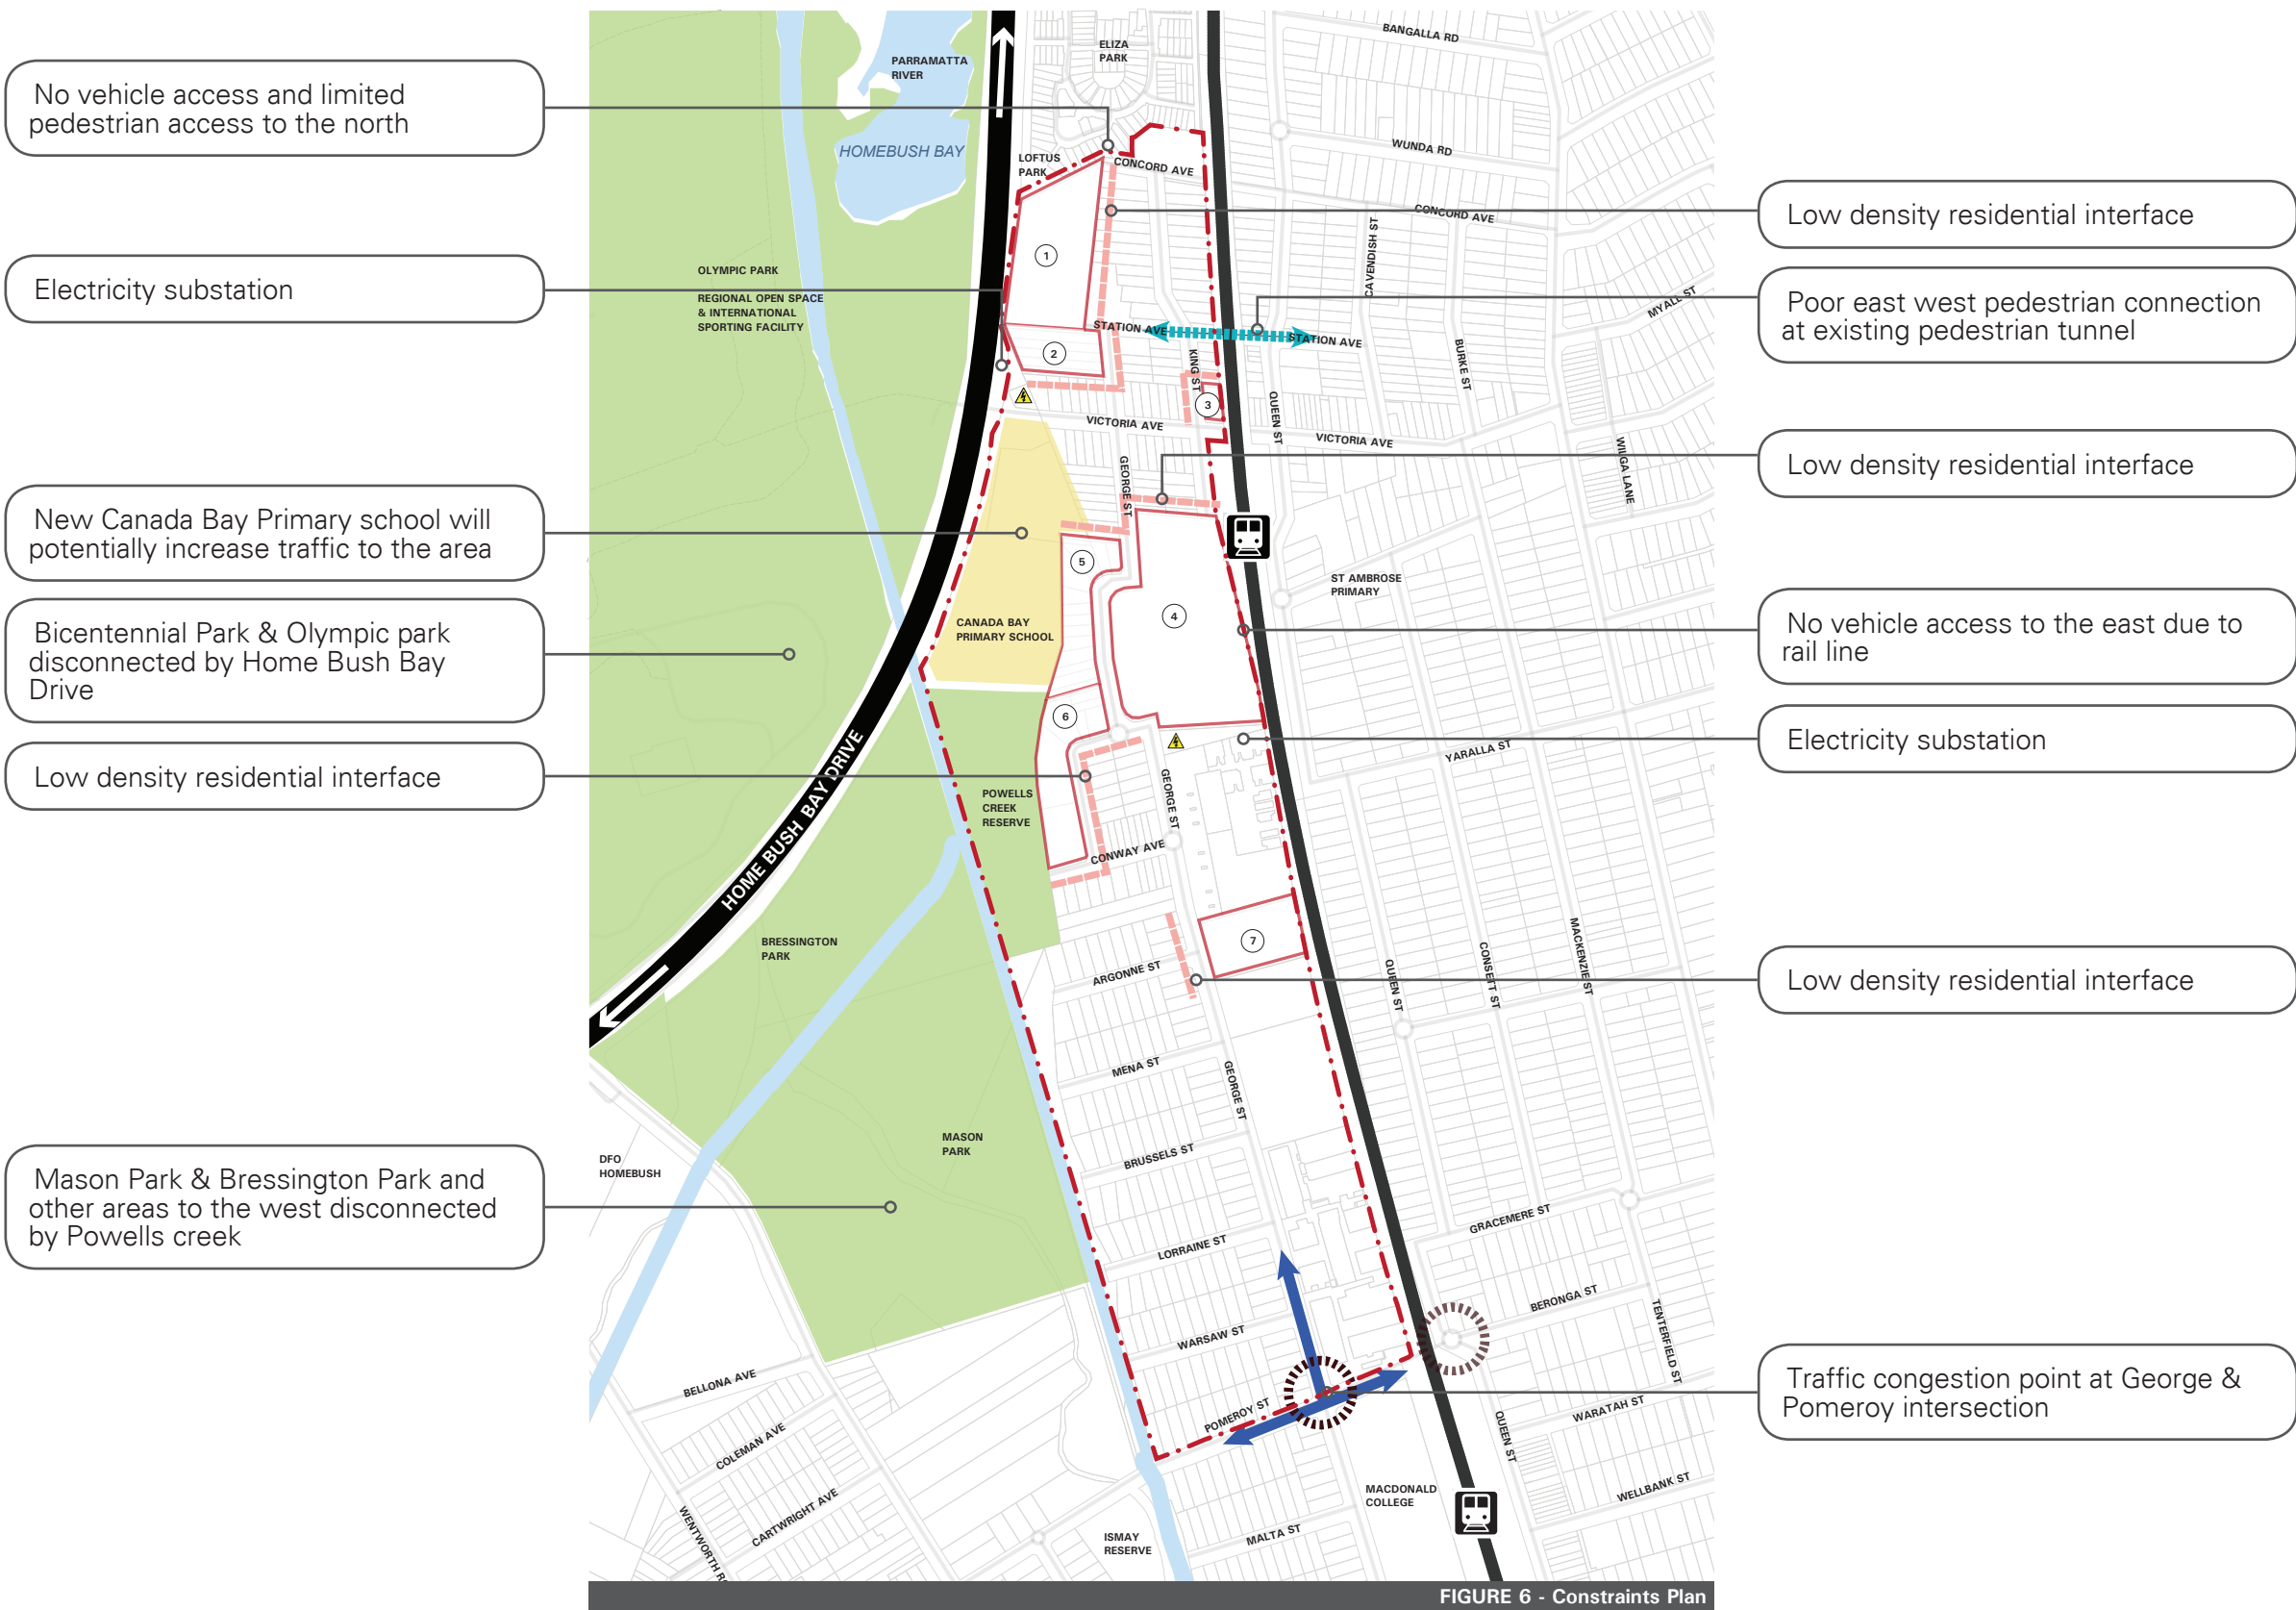 No vehicle access and limited
pedestrian access to the north
Electricity substation
New Canada Bay Primary school will
potentially increase traffic to the area
Bicentennial Park & Olympic park
disconnected by Home Bush Bay
Drive
Low density residential interface
Mason Park & Bressington Park and
other areas to the west disconnected
by Powells creek
PARRAMATTA
RIVER
HOMEBUSH BAY
ELIZA
PARK
LOFTUS
PARK
CONCORD AVE
BANGALLA RD
WUNDA RD
CONCORD AVE
CAVENDISH ST
MYALL ST
OLYMPIC PARK
REGIONAL OPEN SPACE
& INTERNATIONAL
SPORTING FACILITY
1
STATION AVE
STATION AVE
2
KING ST
3
BURKE ST
QUEEN ST
VICTORIA AVE
VICTORIA AVE
WILGA LANE
GEORGE ST
5
4
ST AMBROSE
PRIMARY
CANADA BAY
PRIMARY SCHOOL
6
YARALLA ST
HOME BUSH BAY DRIVE
POWELLS
CREEK
RESERVE
GEORGE ST
CONWAY AVE
BRESSINGTON
PARK
7
ARGONNE ST
QUEEN ST
CONSETT ST
MACKENZIE ST
MENA ST
GEORGE ST
MASON
PARK
DFO
HOMEBUSH
BRUSSELS ST
LORRAINE ST
GRACEMERE ST
BERONGA ST
TENTERFIELD ST
WARSAW ST
BELLONA AVE
POMEROY ST
QUEEN ST
WARATAH ST
COLEMAN AVE
CARTWRIGHT AVE
MACDONALD
COLLEGE
WELLBANK ST
WENTWORTH R
ISMAY
RESERVE
MALTA ST
Low density residential interface
Poor east west pedestrian connection
at existing pedestrian tunnel
Low density residential interface
No vehicle access to the east due to
rail line
Electricity substation
Low density residential interface
Traffic congestion point at George &
Pomeroy intersection
FIGURE 6 - Constraints Plan